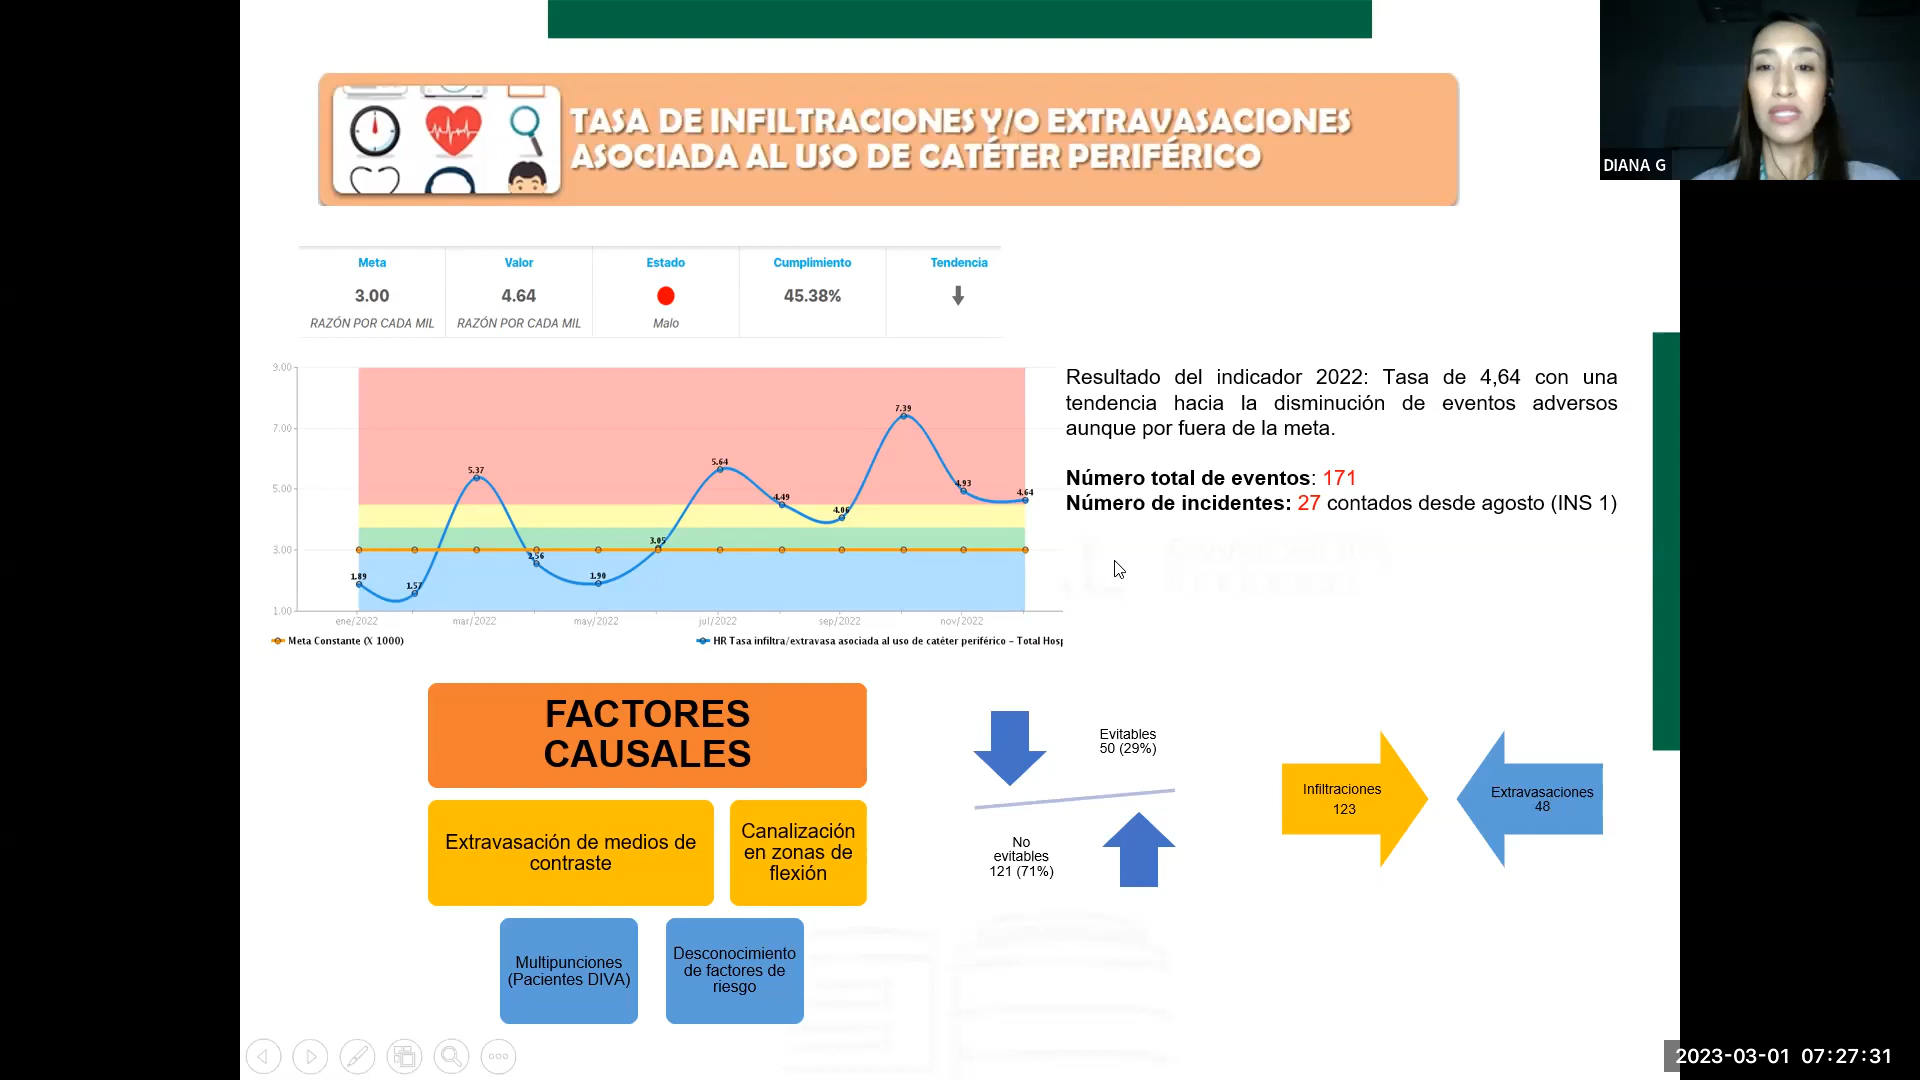 DIANA G
TASA DE INFILTRACIONES Y/O EXTRAVASACIONES
ASOCIADA AL USO DE CATÉTER PERIFÉRICO
Meta
Valor
Estado
Cumplimiento
Tendencia
3.00
4.64
45.38%
RAZÓN POR CADA MIL
RAZÓN POR CADA MIL
Malo
9.00
7.00
5.00
3.00
1.00
1.89
1.57
5.37
2.56
1.90
3.05
5.64
4.49
4.06
7.39
4.93
4.64
ene/2022
mar/2022
may/2022
jul/2022
sep/2022
nov/2022
Meta Constante (X 1000)
HR Tasa infiltra/extravasa asociada al uso de catéter periférico - Total Hosp
Resultado del indicador 2022: Tasa de 4,64 con una
tendencia hacia la disminución de eventos adversos
aunque por fuera de la meta.
Número total de eventos: 171
Número de incidentes: 27 contados desde agosto (INS 1)
FACTORES
CAUSALES
Extravasación de medios de
contraste
Canalización
en zonas de
flexión
Multipunciones
(Pacientes DIVA)
Desconocimiento
de factores de
riesgo
Evitables
50 (29%)
No
evitables
121 (71%)
Infiltraciones
123
Extravasaciones
48
2023-03-01 07:27:31